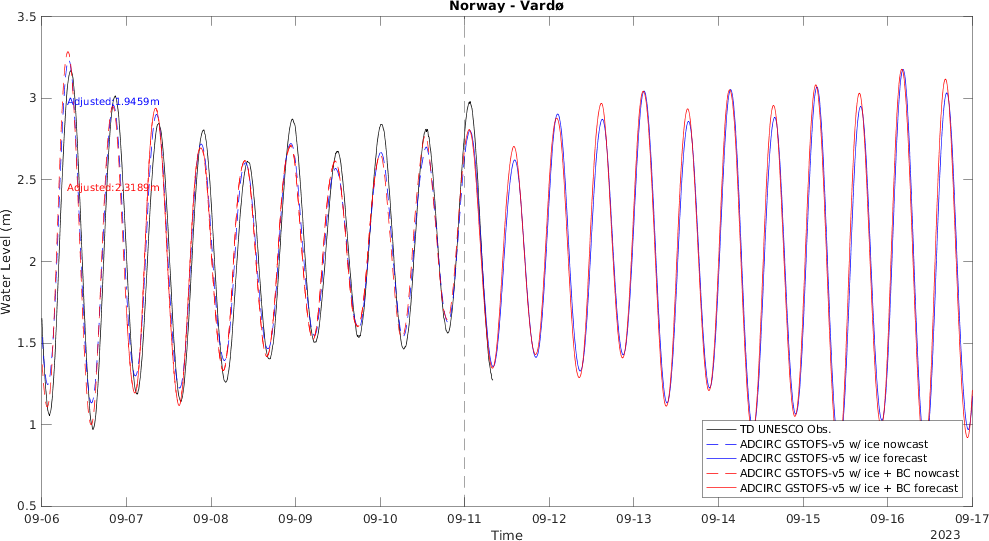 Norway - Vardø
3.5
3
2.5
2
1.5
1
0.5
Water Level (m)
Adjusted:1.9459m
Adjusted:2.3189m
TD UNESCO Obs.
ADCIRC GSTOFS-v5 w/ ice nowcast
ADCIRC GSTOFS-v5 w/ ice forecast
ADCIRC GSTOFS-v5 w/ ice + BC nowcast
ADCIRC GSTOFS-v5 w/ ice + BC forecast
09-06 09-07 09-08 09-09 09-10 09-11 09-12 09-13 09-14 09-15 09-16 09-17
Time
2023